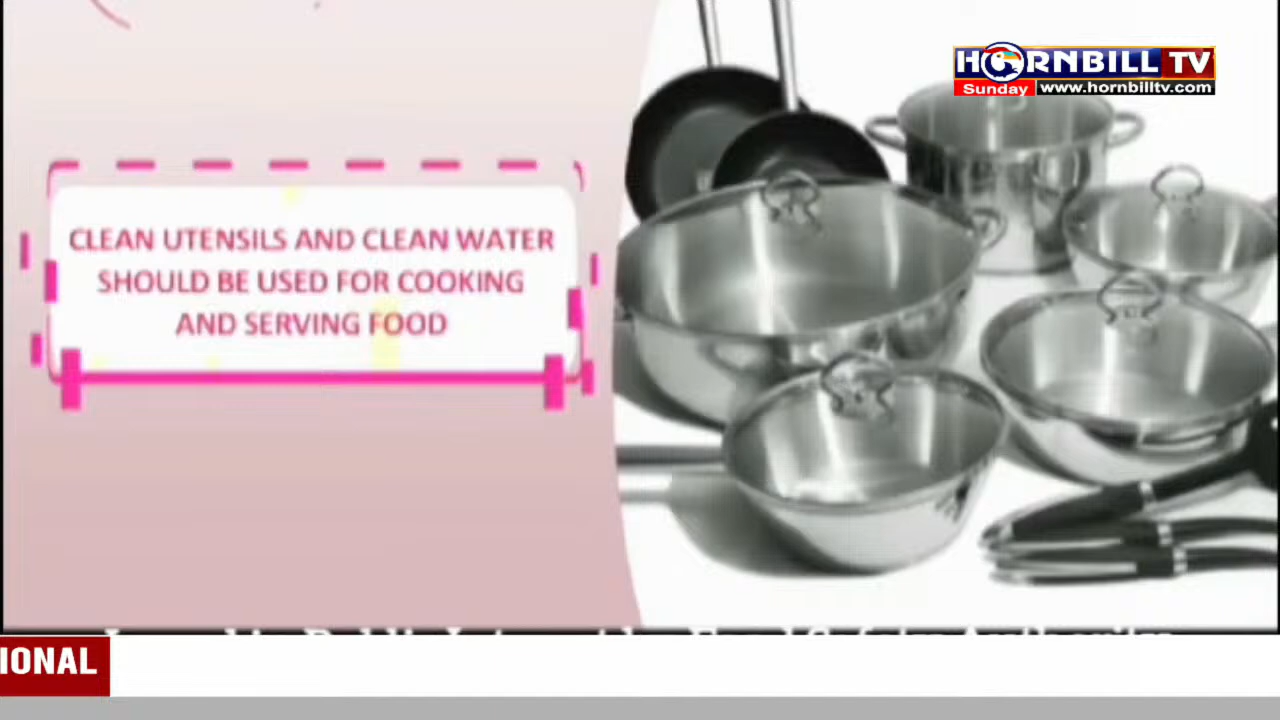 HORNBILL TV
Sunday www.hornbilltv.com
CLEAN UTENSILS AND CLEAN WATER
SHOULD BE USED FOR COOKING
AND SERVING FOOD
IONAL